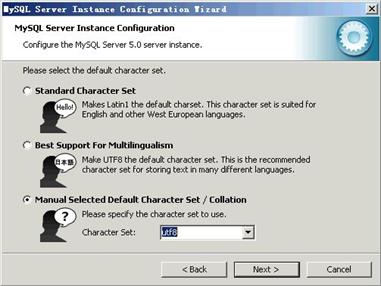 MySQL Server Instance Configuration Wizard
MySQL Server Instance Configuration
Configure the MySQL Server 5.0 server instance.
Please select the default character set.
Standard Character Set
Hello!
Makes Latin1 the default charset. This character set is suited for
English and other West European languages.
Best Support For Multilingualism
日本語
Make UTF8 the default character set. This is the recommended
character set for storing text in many different languages.
Manual Selected Default Character Set / Collation
?
Please specify the character set to use.
Character Set: utf8
< Back Next > Cancel